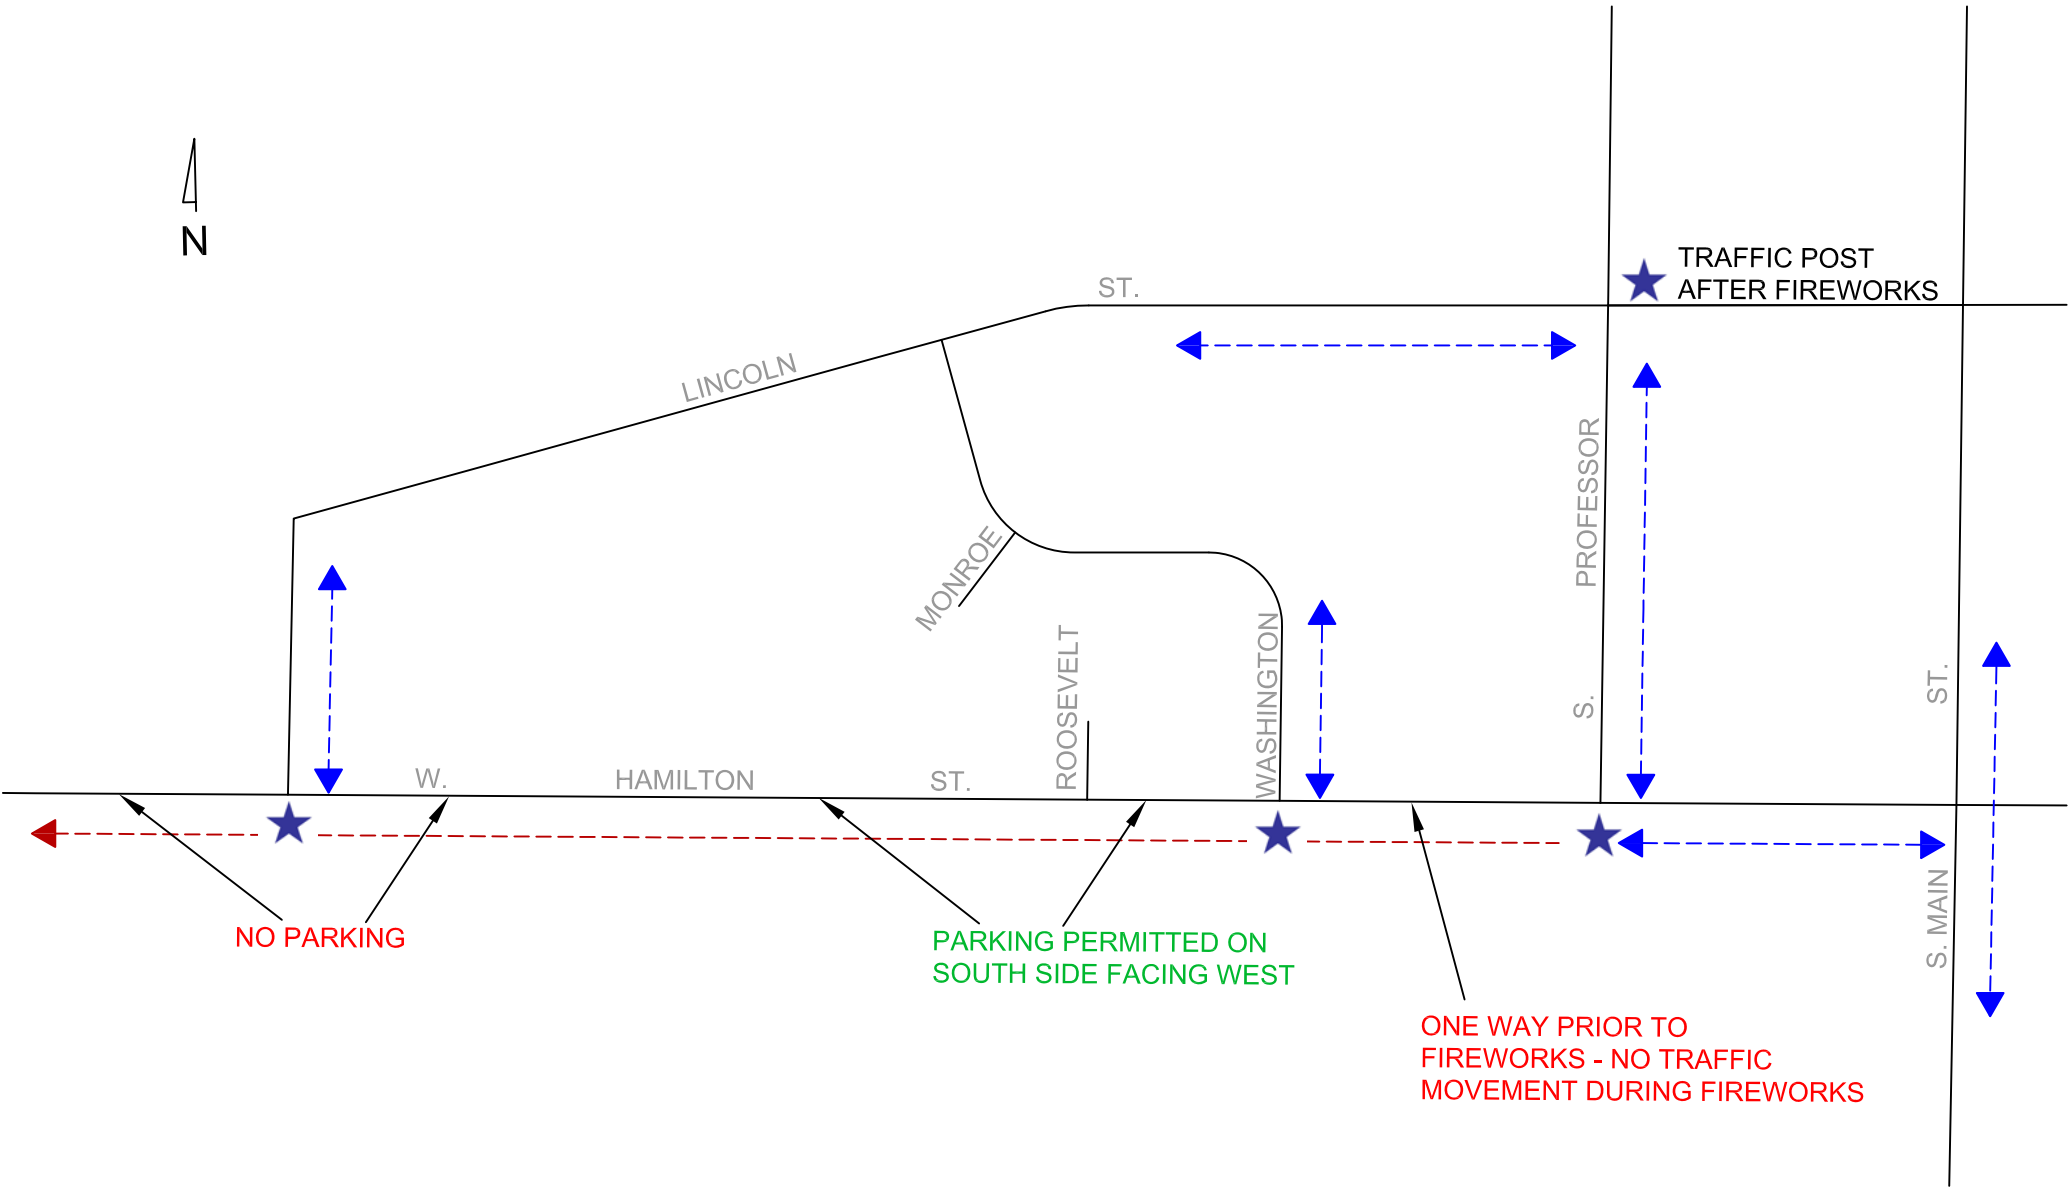 N
TRAFFIC POST
AFTER FIREWORKS
ST.
LINCOLN
PROFESSOR
S.
MONROE
ROOSEVELT
WASHINGTON
ST.
S. MAIN
W. HAMILTON ST.
NO PARKING
PARKING PERMITTED ON
SOUTH SIDE FACING WEST
ONE WAY PRIOR TO
FIREWORKS - NO TRAFFIC
MOVEMENT DURING FIREWORKS